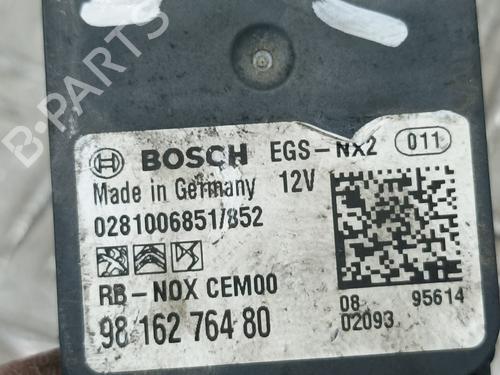 BOSCH EGS-NX2 011
Made in Germany 12V
0281006851/852
RB-NOX CEM00
98 162 764 80
08 95614
02093
B-PARTS